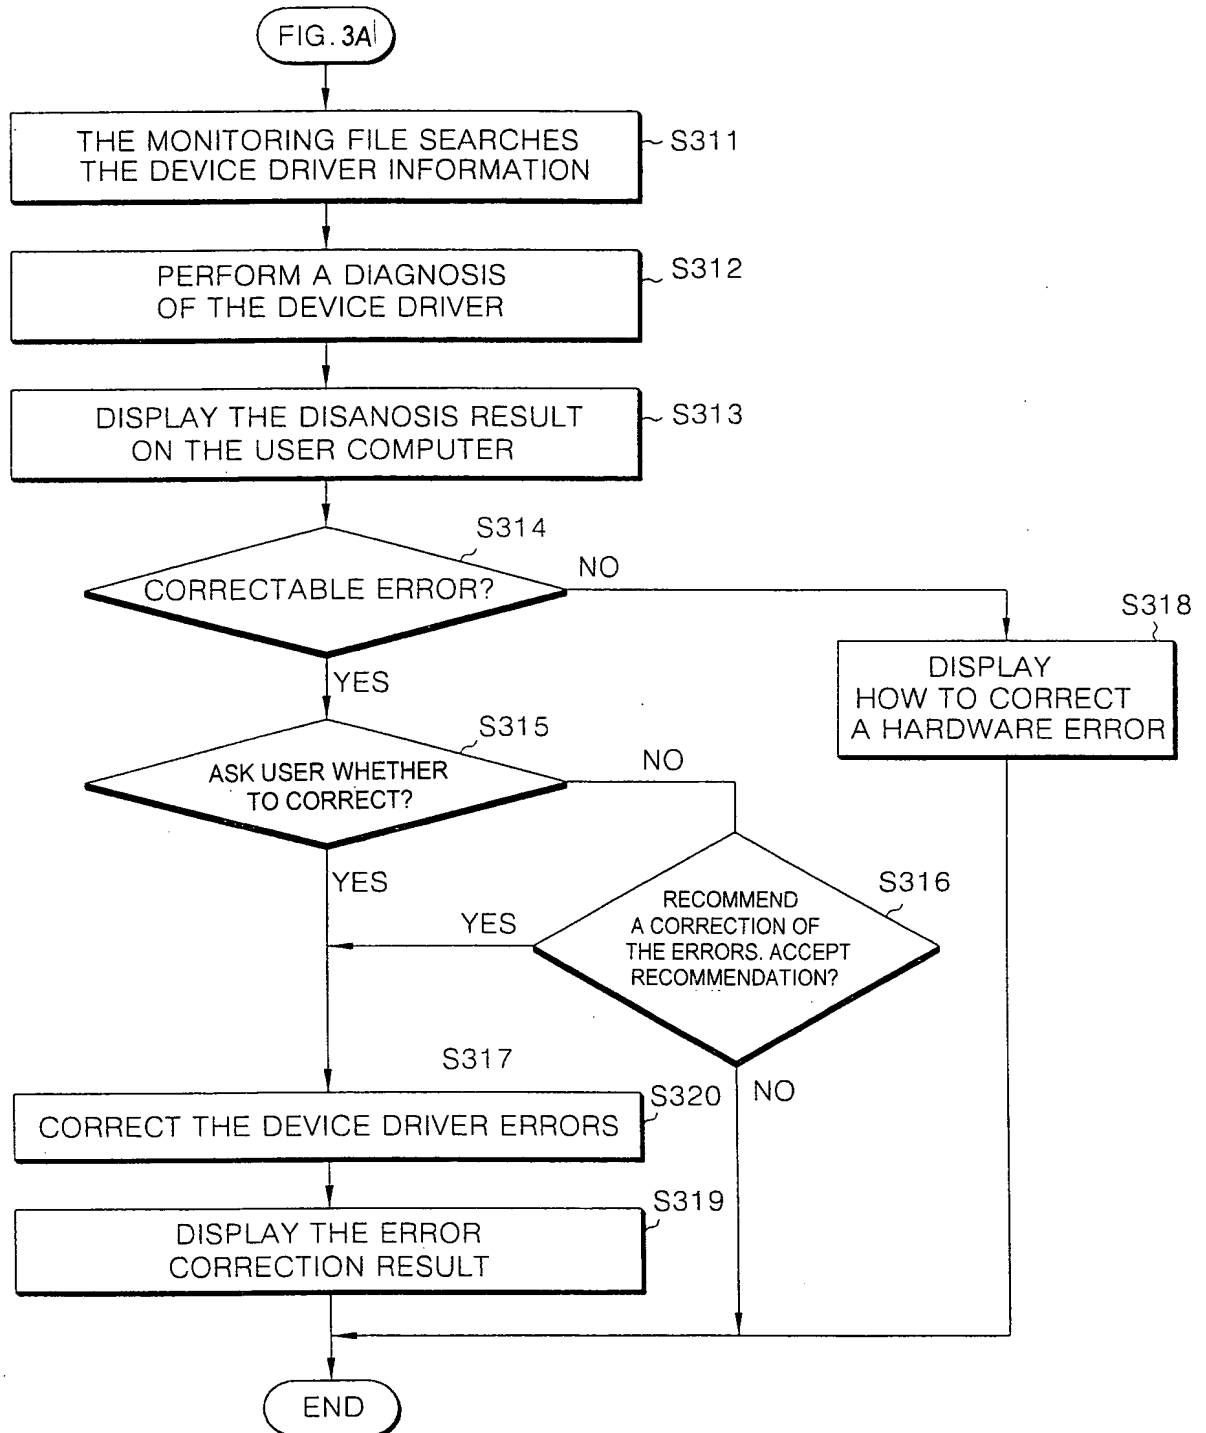 FIG. 3A
THE MONITORING FILE SEARCHES
THE DEVICE DRIVER INFORMATION
S311
PERFORM A DIAGNOSIS
OF THE DEVICE DRIVER
S312
DISPLAY THE DISANOSIS RESULT
ON THE USER COMPUTER
S313
S314
CORRECTABLE ERROR?
NO
YES
S318
DISPLAY
HOW TO CORRECT
A HARDWARE ERROR
S315
ASK USER WHETHER
TO CORRECT?
NO
YES
S316
RECOMMEND
A CORRECTION OF
THE ERRORS. ACCEPT
RECOMMENDATION?
YES
NO
S317
S320
CORRECT THE DEVICE DRIVER ERRORS
S319
DISPLAY THE ERROR
CORRECTION RESULT
END